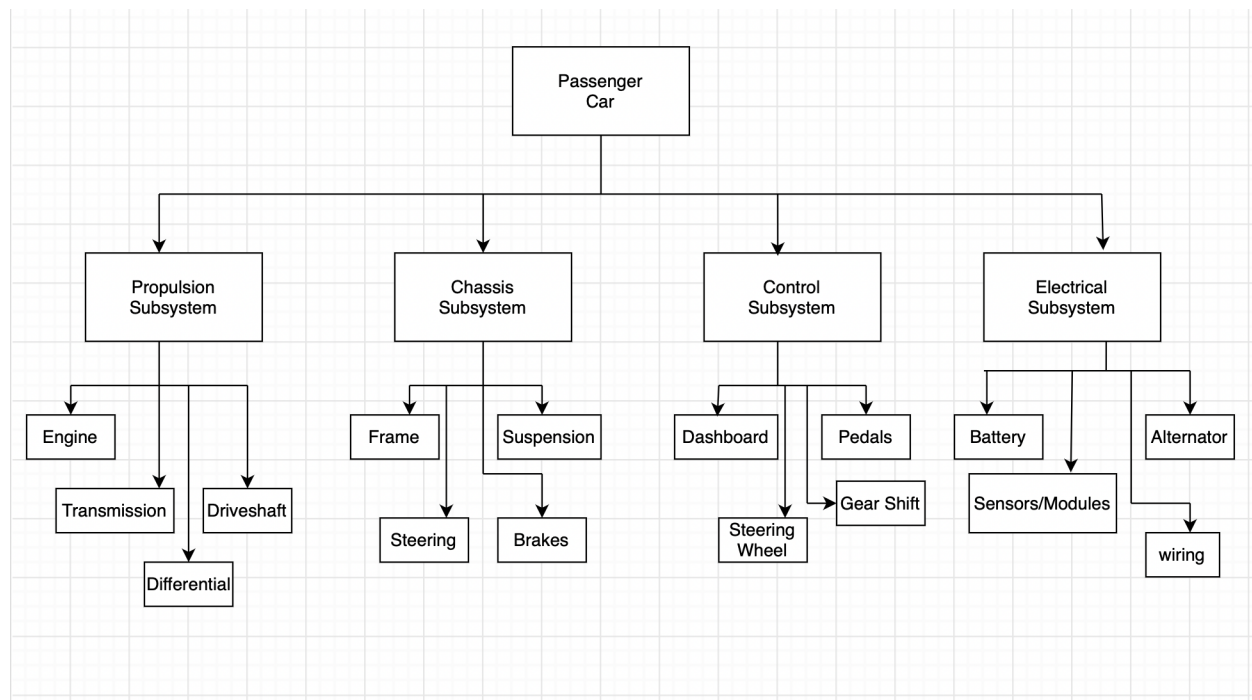 Passenger
Car
Propulsion
Subsystem
Chassis
Subsystem
Control
Subsystem
Electrical
Subsystem
Engine
Transmission
Differential
Driveshaft
Frame
Steering
Suspension
Brakes
Dashboard
Steering
Wheel
Gear Shift
Pedals
Battery
Sensors/Modules
Alternator
wiring